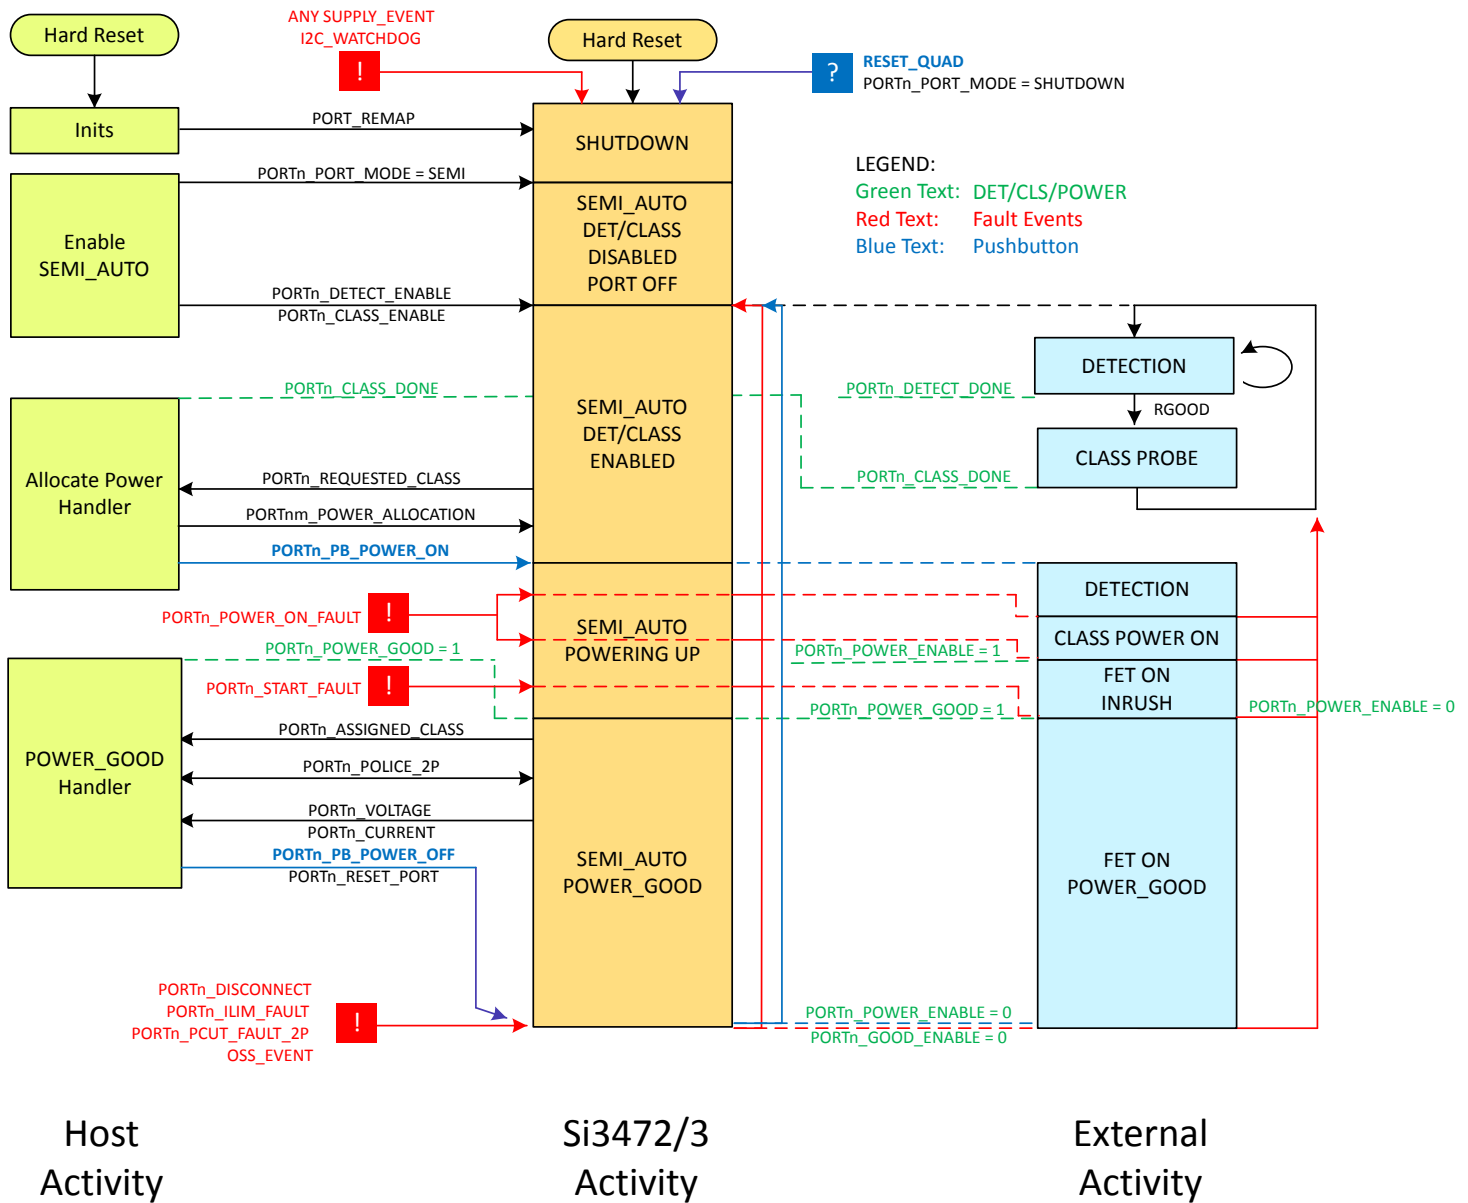 Hard Reset
ANY SUPPLY_EVENT
I2C_WATCHDOG
!
Hard Reset
?
RESET_QUAD
PORTn_PORT_MODE = SHUTDOWN
Inits
PORT_REMAP
SHUTDOWN
LEGEND:
Green Text: DET/CLS/POWER
Red Text: Fault Events
Blue Text: Pushbutton
Enable
SEMI_AUTO
PORTn_PORT_MODE = SEMI
SEMI_AUTO
DET/CLASS
DISABLED
PORT OFF
PORTn_DETECT_ENABLE
PORTn_CLASS_ENABLE
DETECTION
PORTn_DETECT_DONE
RGOOD
CLASS PROBE
PORTn_CLASS_DONE
PORTn_CLASS_DONE
SEMI_AUTO
DET/CLASS
ENABLED
Allocate Power
Handler
PORTn_REQUESTED_CLASS
PORTnm_POWER_ALLOCATION
PORTn_PB_POWER_ON
DETECTION
PORTn_POWER_ON_FAULT
!
SEMI_AUTO
POWERING UP
CLASS POWER ON
PORTn_POWER_GOOD = 1
PORTn_POWER_ENABLE = 1
FET ON
INRUSH
PORTn_START_FAULT
!
PORTn_POWER_GOOD = 1
PORTn_POWER_ENABLE = 0
POWER_GOOD
Handler
PORTn_ASSIGNED_CLASS
PORTn_POLICE_2P
PORTn_VOLTAGE
PORTn_CURRENT
PORTn_PB_POWER_OFF
PORTn_RESET_PORT
SEMI_AUTO
POWER_GOOD
FET ON
POWER_GOOD
PORTn_DISCONNECT
PORTn_ILIM_FAULT
PORTn_PCUT_FAULT_2P
OSS_EVENT
!
PORTn_POWER_ENABLE = 0
PORTn_GOOD_ENABLE = 0
Host
Activity
Si3472/3
Activity
External
Activity